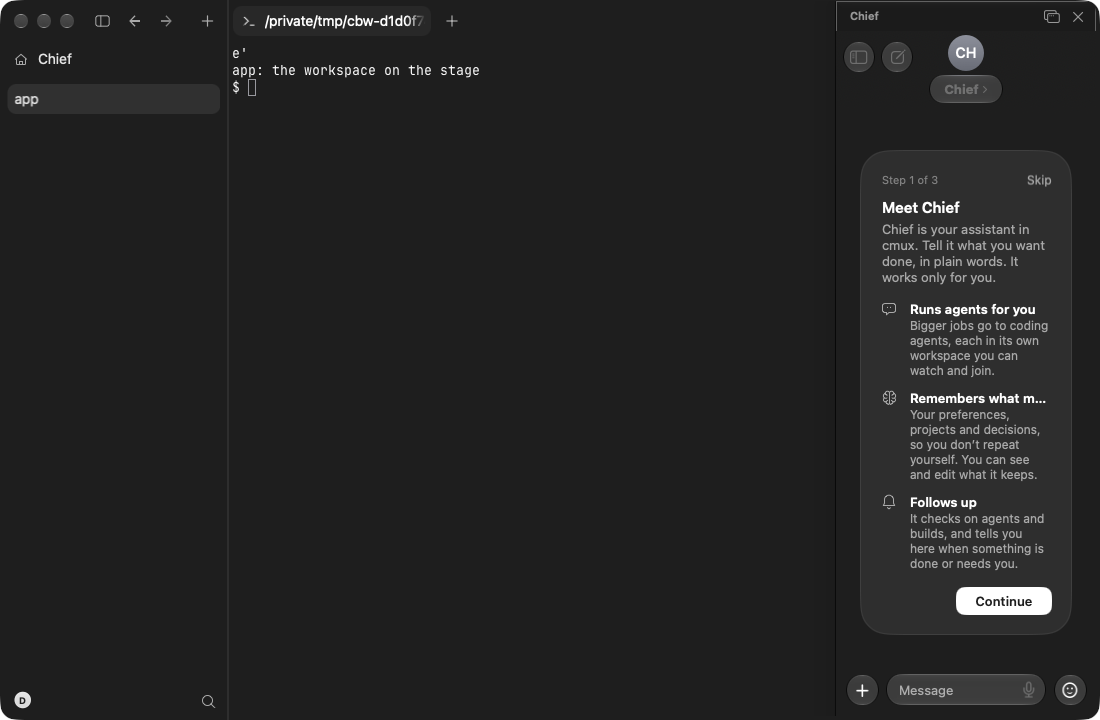 Chief
app
D
/private/tmp/cbw-d1d0f7
e'
app: the workspace on the stage
$
Chief
CH
Chief ›
Step 1 of 3
Skip
Meet Chief
Chief is your assistant in
cmux. Tell it what you want
done, in plain words. It
works only for you.
Runs agents for you
Bigger jobs go to coding
agents, each in its own
workspace you can
watch and join.
Remembers what m...
Your preferences,
projects and decisions,
so you don't repeat
yourself. You can see
and edit what it keeps.
Follows up
It checks on agents and
builds, and tells you
here when something is
done or needs you.
Continue
Message